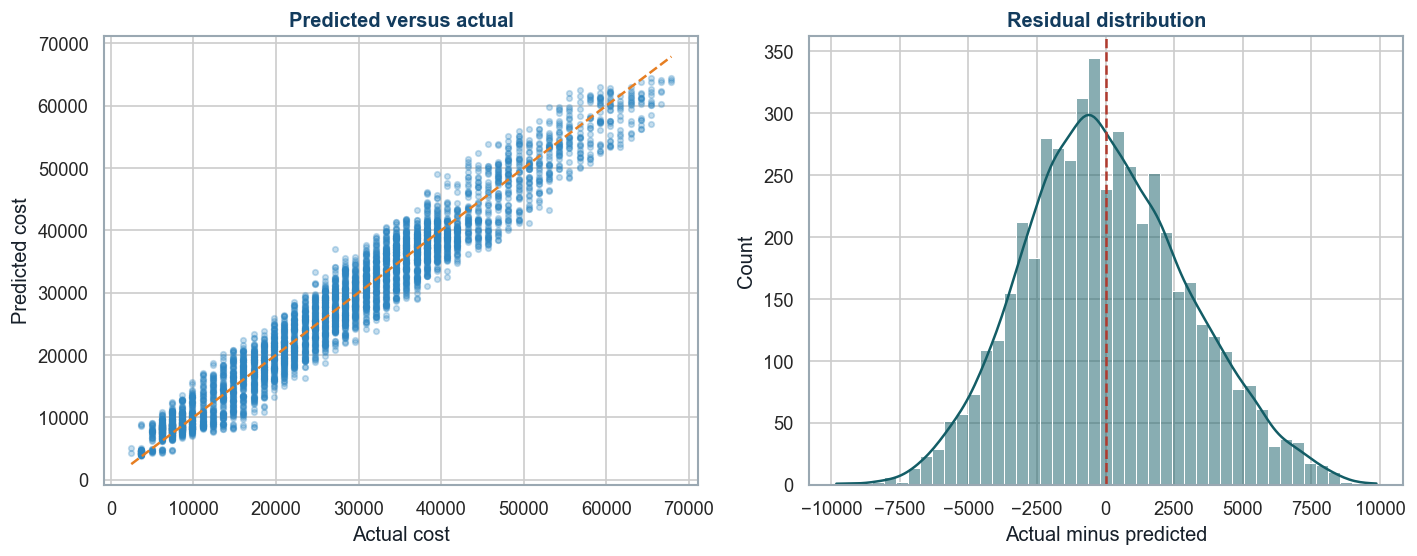 Predicted versus actual
70000
60000
50000
40000
30000
20000
10000
0
Predicted cost
0 10000 20000 30000 40000 50000 60000 70000
Actual cost
Residual distribution
350
300
250
200
150
100
50
0
Count
−10000 −7500 −5000 −2500 0 2500 5000 7500 10000
Actual minus predicted